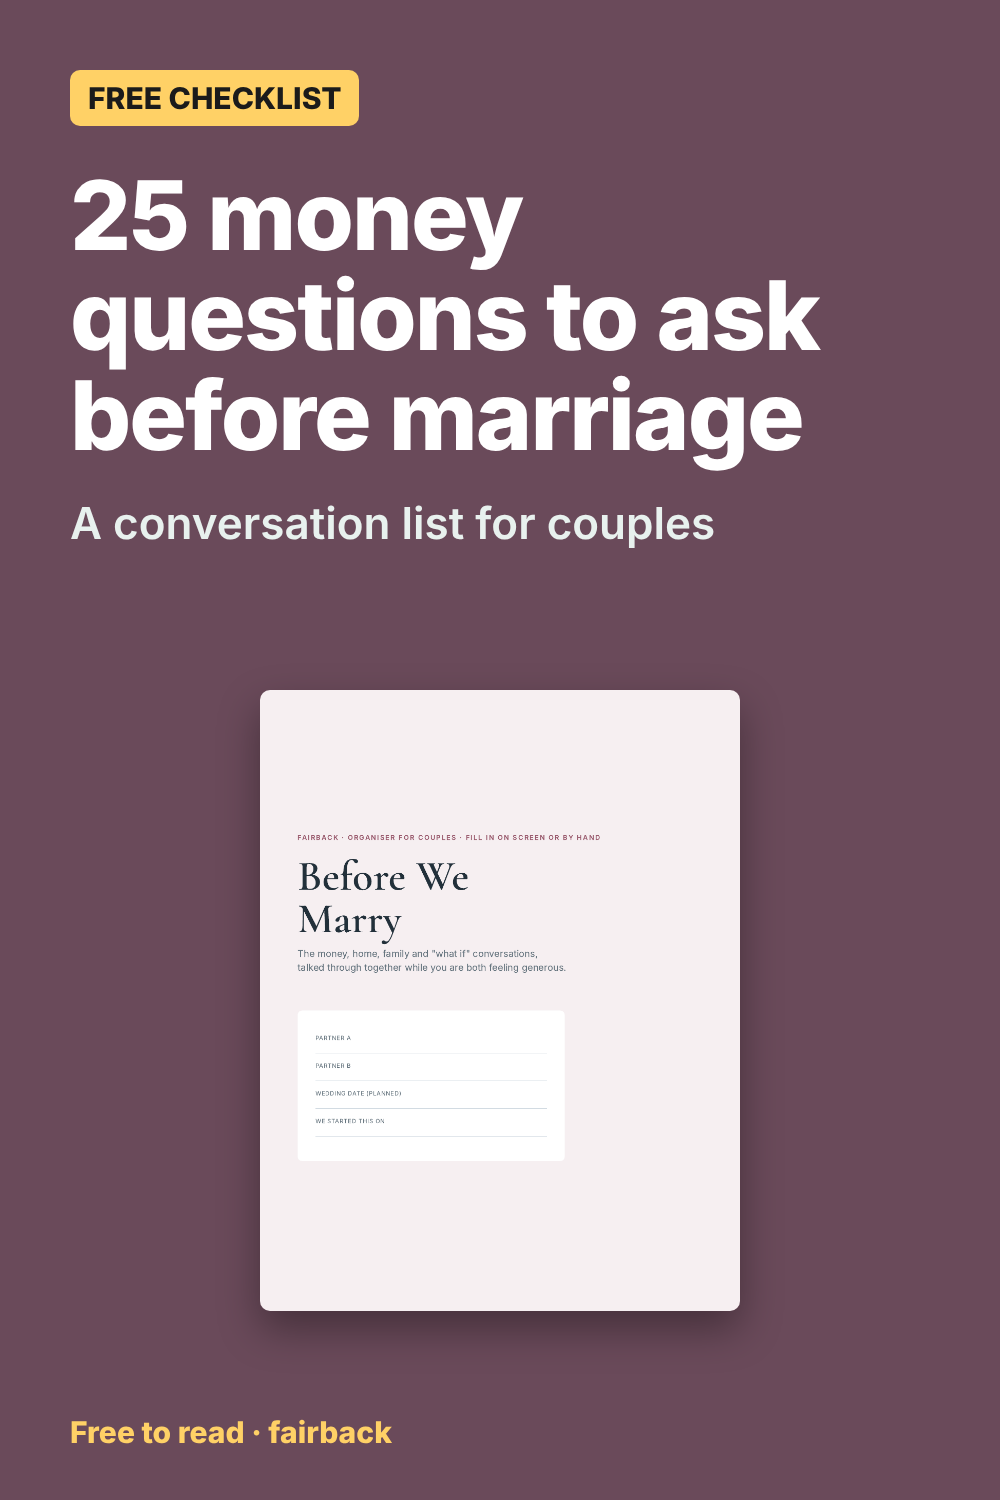 FREE CHECKLIST
25 money
questions to ask
before marriage
A conversation list for couples
FAIRBACK · ORGANISER FOR COUPLES · FILL IN ON SCREEN OR BY HAND
Before We
Marry
The money, home, family and "what if" conversations,
talked through together while you are both feeling generous.
PARTNER A
PARTNER B
WEDDING DATE (PLANNED)
WE STARTED THIS ON
Free to read · fairback